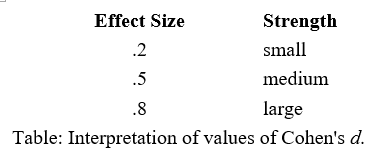 Effect Size Strength
.2 small
.5 medium
.8 large
Table: Interpretation of values of Cohen's d.